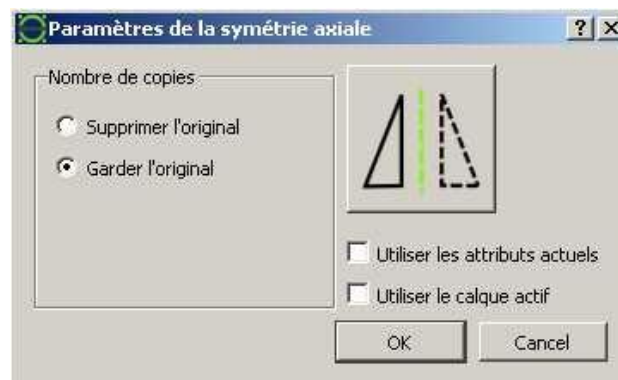 Paramètres de la symétrie axiale
Nombre de copies
Supprimer l'original
Garder l'original
Utiliser les attributs actuels
Utiliser le calque actif
OK
Cancel